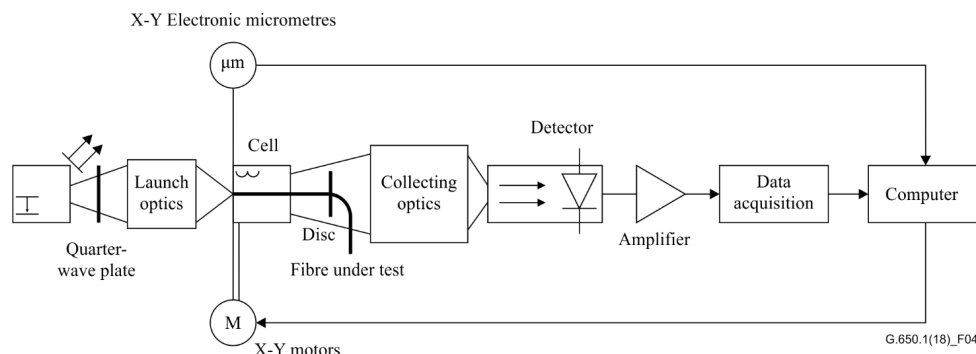 X-Y Electronic micrometres
μm
Cell
Detector
Launch
optics
Collecting
optics
Data
acquisition
Computer
Disc
Amplifier
Quarter-
wave plate
Fibre under test
M
X-Y motors
G.650.1(18)_F04